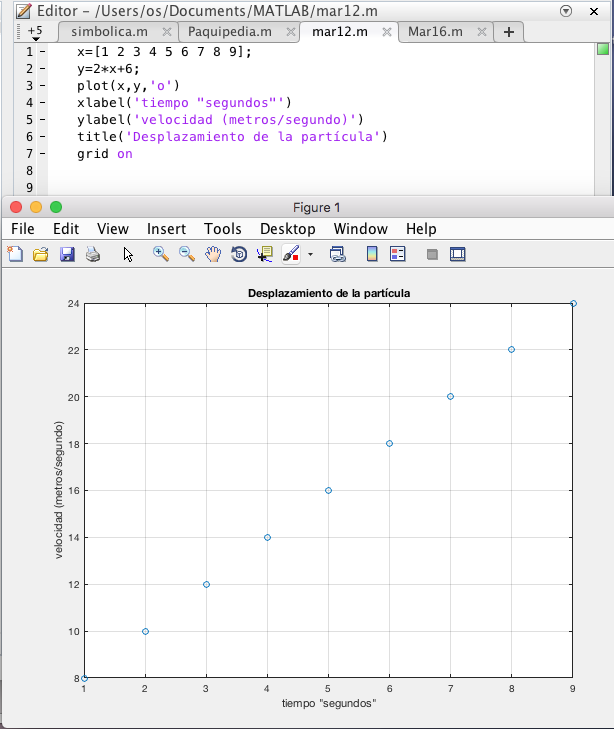 Editor – /Users/os/Documents/MATLAB/mar12.m
+5 simbolica.m Paquipedia.m mar12.m Mar16.m
1 x=[1 2 3 4 5 6 7 8 9];
2 y=2*x+6;
3 plot(x,y,'o')
4 xlabel('tiempo "segundos"')
5 ylabel('velocidad (metros/segundo)')
6 title('Desplazamiento de la partícula')
7 grid on
8
9
Figure 1
File Edit View Insert Tools Desktop Window Help
Desplazamiento de la partícula
24
22
20
18
16
14
12
10
8
velocidad (metros/segundo)
1 2 3 4 5 6 7 8 9
tiempo "segundos"